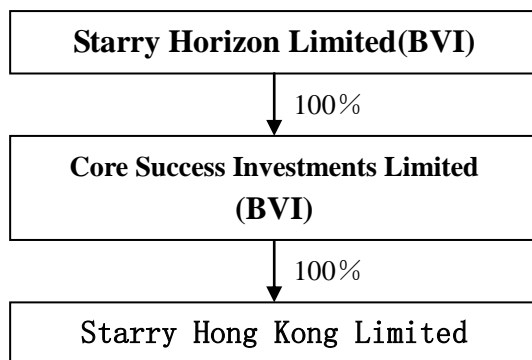 Starry Horizon Limited(BVI)
100％
Core Success Investments Limited
(BVI)
100％
Starry Hong Kong Limited